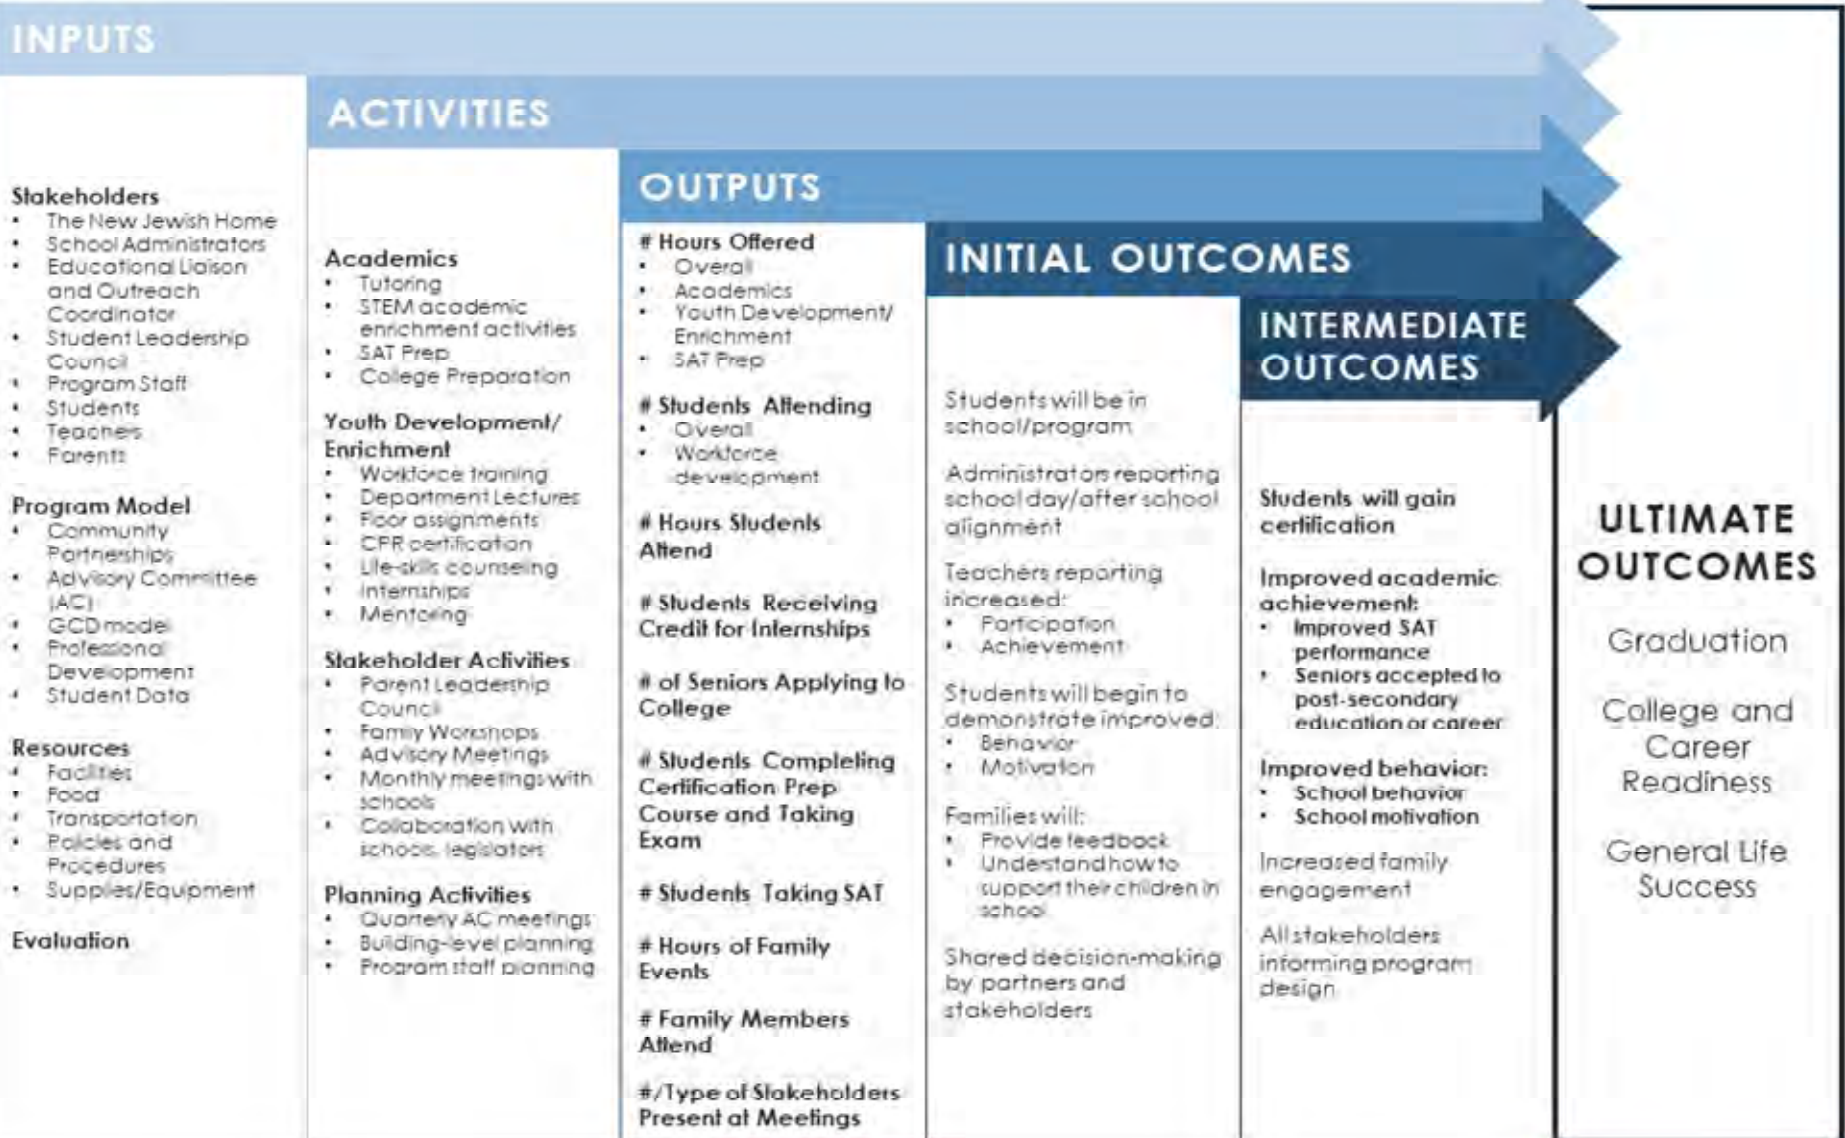 INPUTS
Stakeholders
• The New Jewish Home
• School Administrators
• Educational Liaison
and Outreach
Coordinator
• Student Leadership
Council
• Program Staff
• Students
• Teachers
• Parents
Program Model
• Community
Partnerships
• Advisory Committee
(AC)
• GCD model
• Professional
Development
• Student Data
Resources
• Facilities
• Food
• Transportation
• Policies and
Procedures
• Supplies/Equipment
Evaluation
ACTIVITIES
Academics
• Tutoring
• STEM academic
enrichment activities
• SAT Prep
• College Preparation
Youth Development/
Enrichment
• Workforce training
• Department Lectures
• Floor assignments
• CPR certification
• Life-skills counseling
• Internships
• Mentoring
Stakeholder Activities
• Parent Leadership
Council
• Family Workshops
• Advisory Meetings
• Monthly meetings with
schools
• Collaboration with
schools, legislators
Planning Activities
• Quarterly AC meetings
• Building-level planning
• Program staff planning
OUTPUTS
# Hours Offered
• Overall
• Academics
• Youth Development/
Enrichment
• SAT Prep
# Students Attending
• Overall
• Workforce
development
# Hours Students
Attend
# Students Receiving
Credit for Internships
# of Seniors Applying to
College
# Students Completing
Certification Prep
Course and Taking
Exam
# Students Taking SAT
# Hours of Family
Events
# Family Members
Attend
#/Type of Stakeholders
Present at Meetings
INITIAL OUTCOMES
Students will be in
school/program
Administrators reporting
school day/after school
alignment
Teachers reporting
increased:
• Participation
• Achievement
Students will begin to
demonstrate improved:
• Behavior
• Motivation
Families will:
• Provide feedback
• Understand how to
support their children in
school
Shared decision-making
by partners and
stakeholders
INTERMEDIATE
OUTCOMES
Students will gain
certification
Improved academic
achievement:
• Improved SAT
performance
• Seniors accepted to
post-secondary
education or career
Improved behavior:
• School behavior
• School motivation
Increased family
engagement
All stakeholders
informing program
design
ULTIMATE
OUTCOMES
Graduation
College and
Career
Readiness
General Life
Success